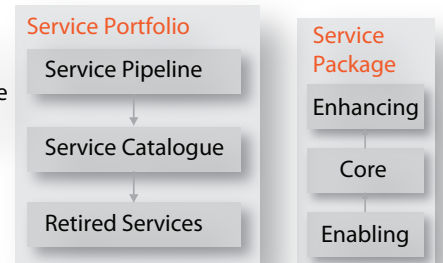 Service Portfolio
Service Pipeline
Service Catalogue
Retired Services
Service
Package
Enhancing
Core
Enabling